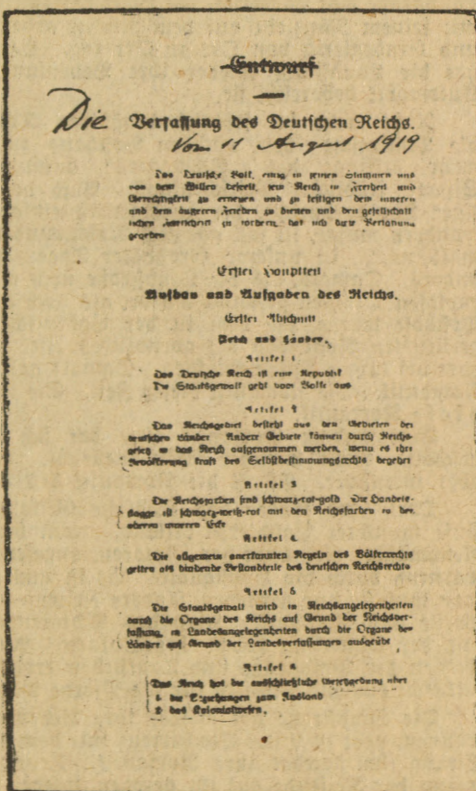 Entwurf
Die Verfassung des Deutschen Reichs.
Vom 11 August 1919
Das Deutsche Volk, einig in seinen Stämmen und
von dem Willen beseelt, sein Reich in Freiheit und
Gerechtigkeit zu erneuen und zu festigen dem inneren
und dem äußeren Frieden zu dienen und den gesellschaft
lichen Fortschritt zu fördern, hat sich diese Verfassung
gegeben
Erster Hauptteil
Aufbau und Aufgaben des Reichs.
Erster Abschnitt
Reich und Länder.
Artikel 1
Das Deutsche Reich ist eine Republik
Die Staatsgewalt geht vom Volke aus
Artikel 2
Das Reichsgebiet besteht aus den Gebieten der
deutschen Länder Andere Gebiete können durch Reichs-
gesetz in das Reich aufgenommen werden, wenn es ihre
Bevölkerung kraft des Selbstbestimmungsrechts begehrt
Artikel 3
Die Reichsfarben sind schwarz-rot-gold Die Handels-
flagge ist schwarz-weiß-rot mit den Reichsfarben in der
oberen inneren Ecke
Artikel 4
Die allgemein anerkannten Regeln des Völkerrechts
gelten als bindende Bestandteile des deutschen Reichsrechts
Artikel 5
Die Staatsgewalt wird in Reichsangelegenheiten
durch die Organe des Reichs auf Grund der Reichsver-
fassung, in Landesangelegenheiten durch die Organe der
Länder auf Grund der Landesverfassungen ausgeübt
Artikel 6
Das Reich hat die ausschließliche Gesetzgebung über
1 die Beziehungen zum Ausland
2 das Kolonialwesen,